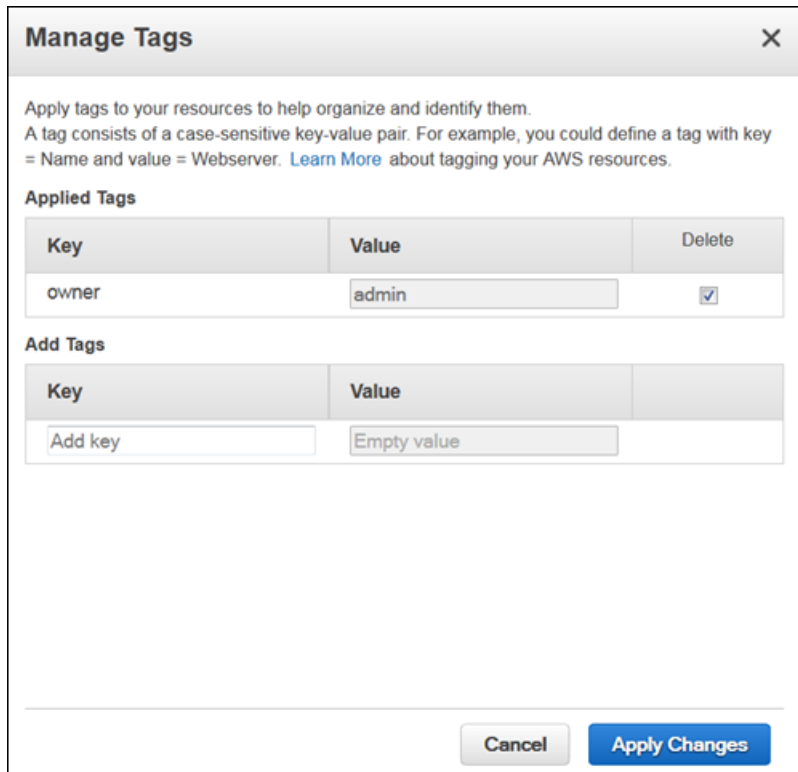 Manage Tags
Apply tags to your resources to help organize and identify them.
A tag consists of a case-sensitive key-value pair. For example, you could define a tag with key
= Name and value = Webserver. Learn More about tagging your AWS resources.
Applied Tags
Key Value Delete
owner admin
Add Tags
Key Value
Add key Empty value
Cancel Apply Changes